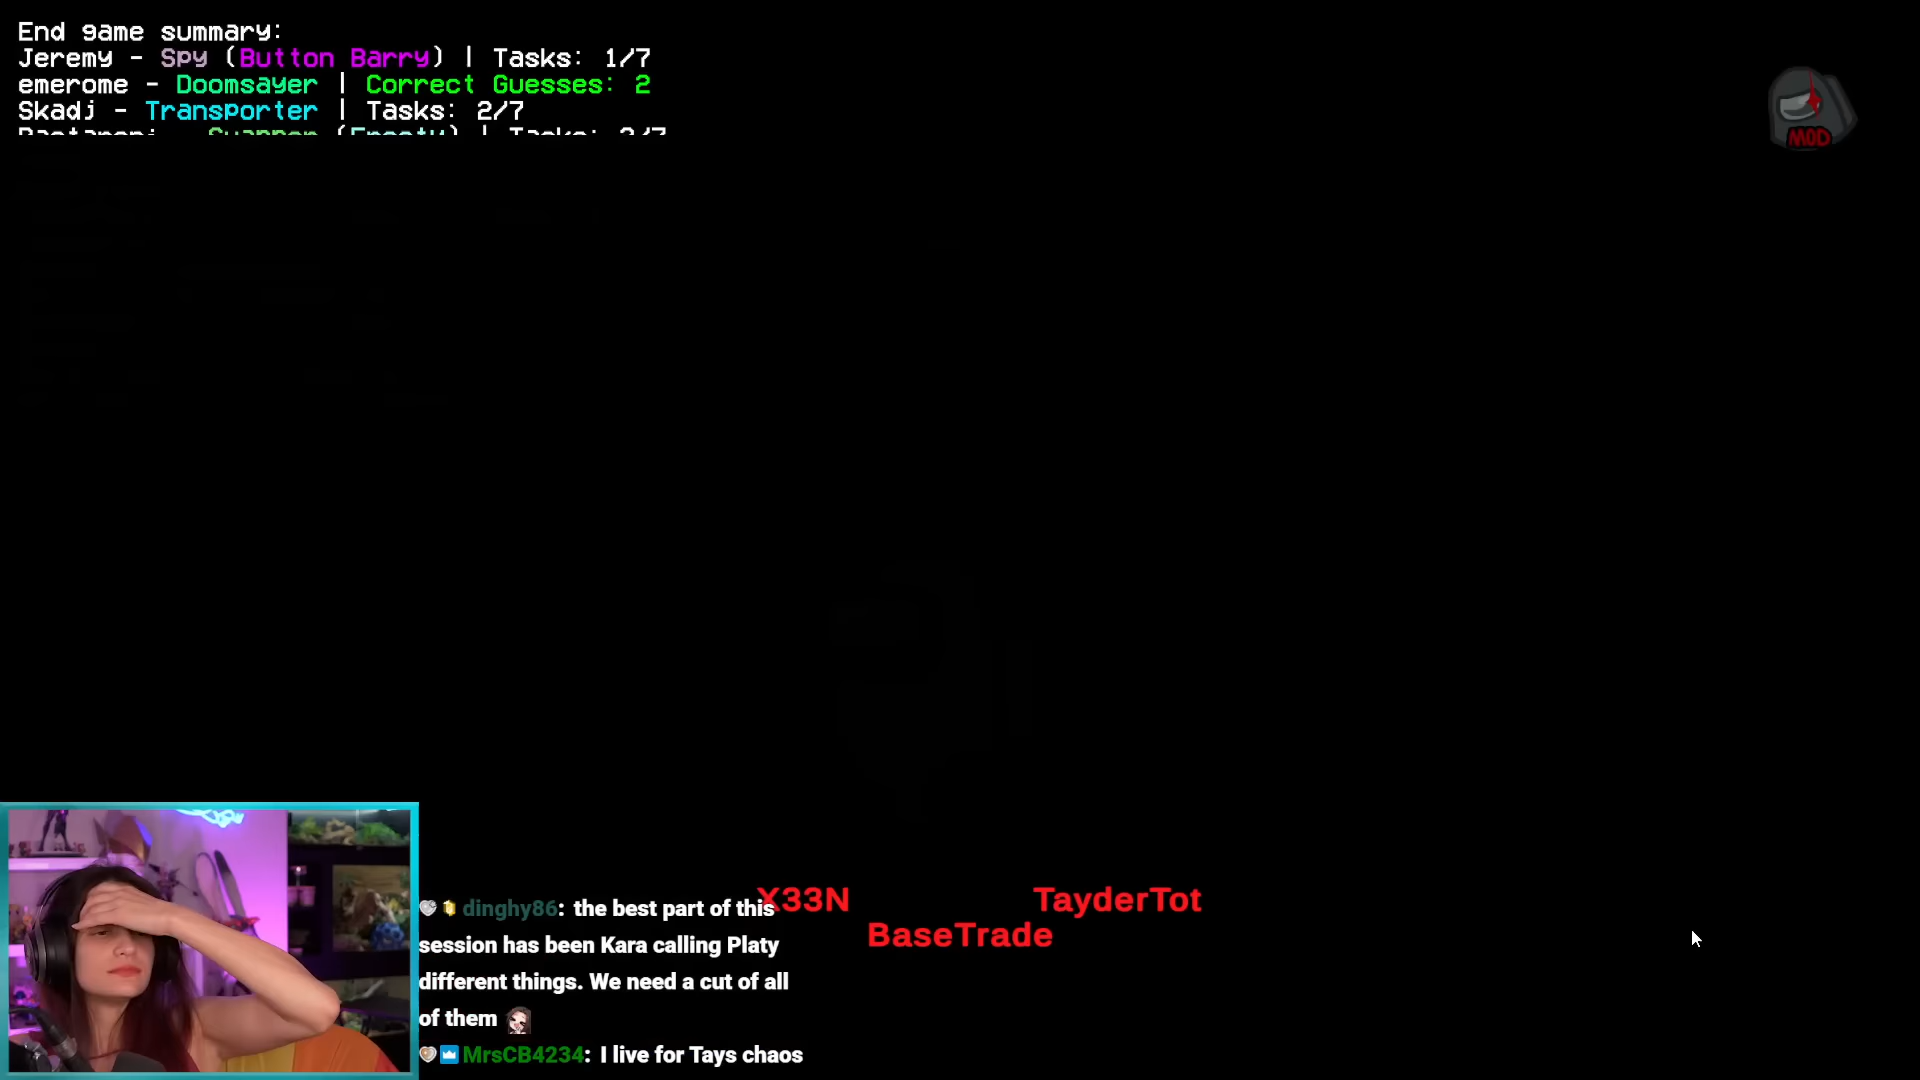 End game summary:
Jeremy - Spy (Button Barry) | Tasks: 1/7
emerome - Doomsayer | Correct Guesses: 2
Skadj - Transporter | Tasks: 2/7
MOD
X33N
TayderTot
BaseTrade
dinghy86: the best part of this
session has been Kara calling Platy
different things. We need a cut of all
of them
MrsCB4234: I live for Tays chaos